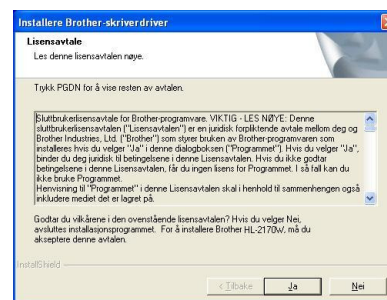 Installere Brother-skriverdriver
Lisensavtale
Les denne lisensavtalen nøye.
Trykk PGDN for å vise resten av avtalen.
Sluttbrukerlisensavtale for Brother-programvare. VIKTIG - LES NØYE: Denne
sluttbrukerlisensavtalen ("Lisensavtalen") er en juridisk forpliktende avtale mellom deg og
Brother Industries, Ltd. ("Brother") som styrer bruken av Brother-programvaren som
installeres hvis du velger "Ja" i denne dialogboksen ("Programmet"). Hvis du velger "Ja",
binder du deg juridisk til betingelsene i denne Lisensavtalen. Hvis du ikke godtar
betingelsene i denne Lisensavtalen, får du ingen lisens for Programmet. I så fall kan du
ikke bruke Programmet.
Henvisning til "Programmet" i denne Lisensavtalen skal i henhold til sammenhengen også
inkludere mediet det er lagret på.
Godtar du vilkårene i den ovenstående lisensavtalen? Hvis du velger Nei,
avsluttes installasjonsprogrammet. For å installere Brother HL-2170W, må du
akseptere denne avtalen.
InstallShield
< Tilbake
Ja
Nei